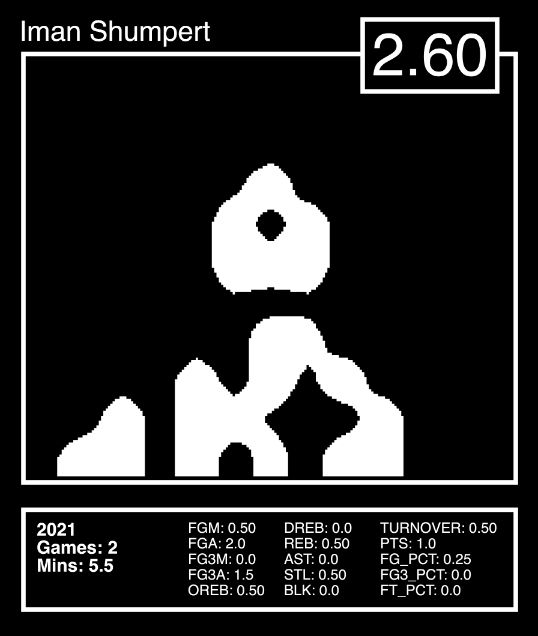 Iman Shumpert
2.60
2021
Games: 2
Mins: 5.5
FGM: 0.50
FGA: 2.0
FG3M: 0.0
FG3A: 1.5
OREB: 0.50
DREB: 0.0
REB: 0.50
AST: 0.0
STL: 0.50
BLK: 0.0
TURNOVER: 0.50
PTS: 1.0
FG_PCT: 0.25
FG3_PCT: 0.0
FT_PCT: 0.0